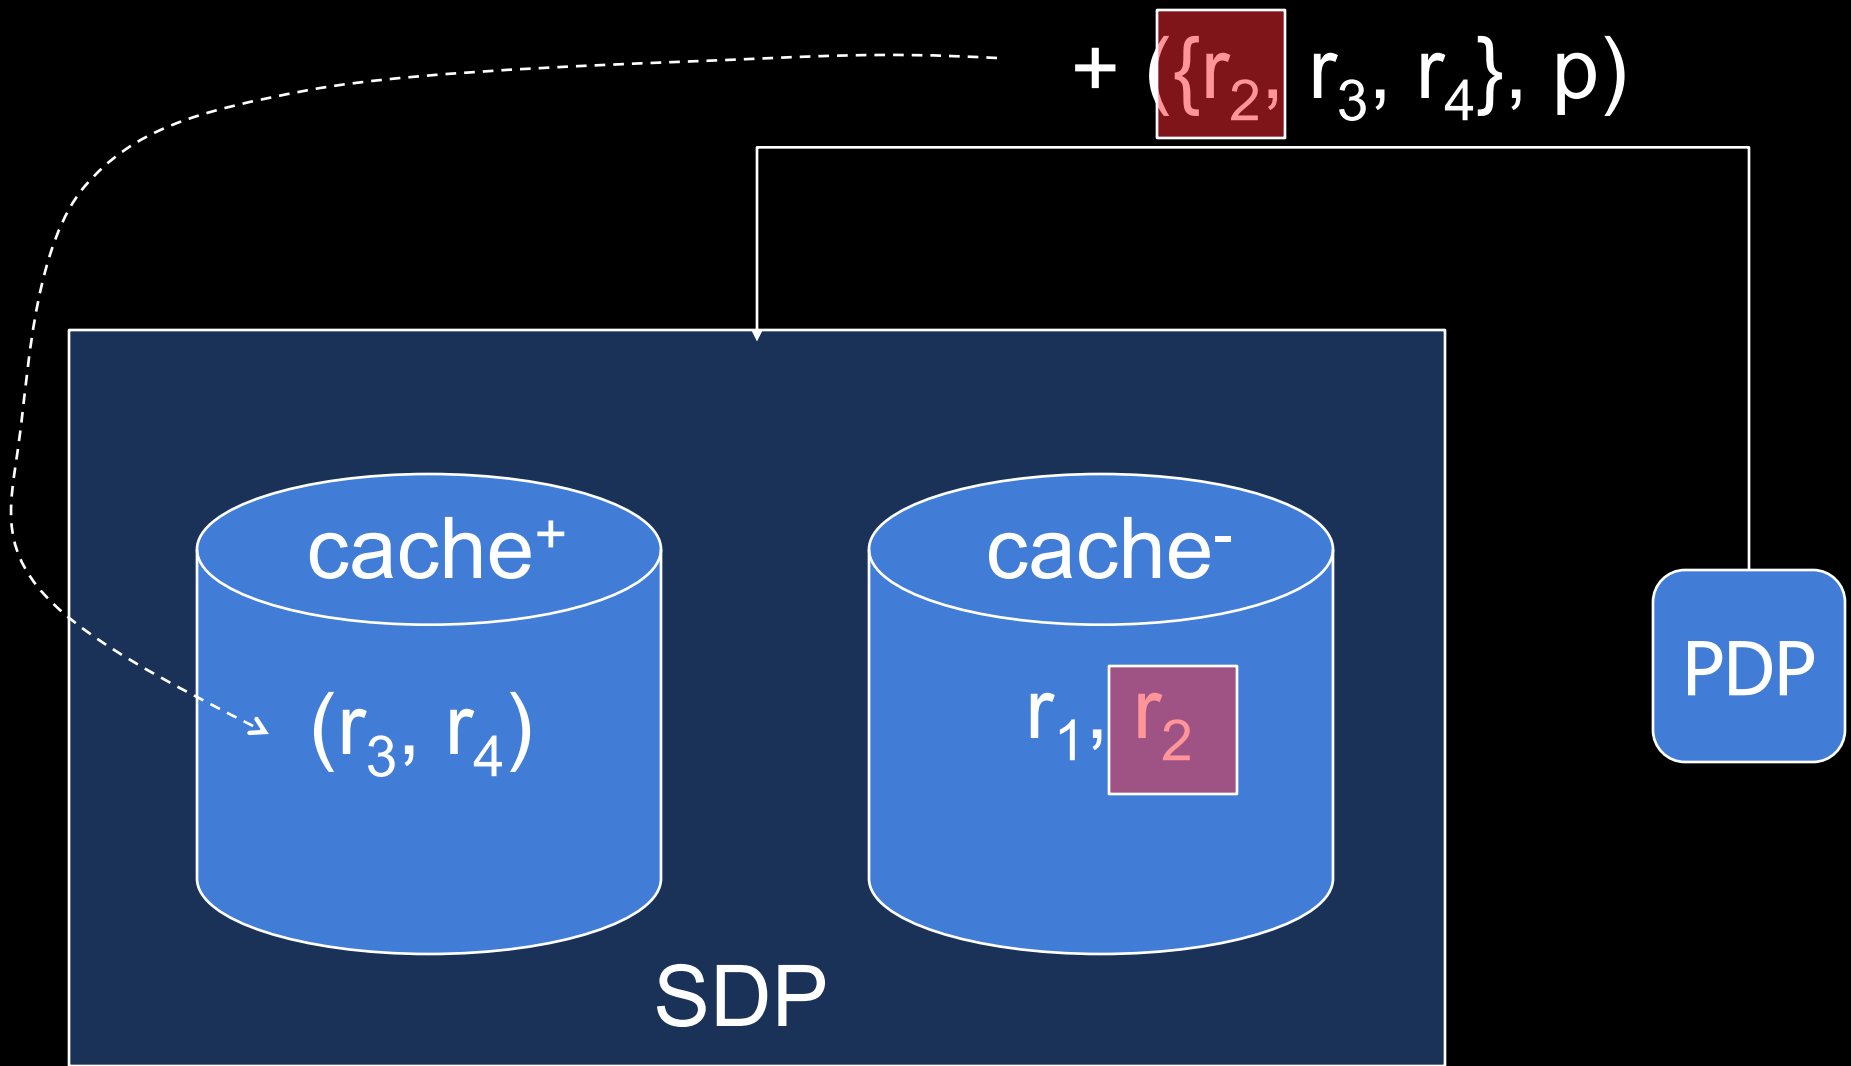 + ({r₂, r₃, r₄}, p)
cache⁺
cache⁻
(r₃, r₄)
r₁, r₂
PDP
SDP